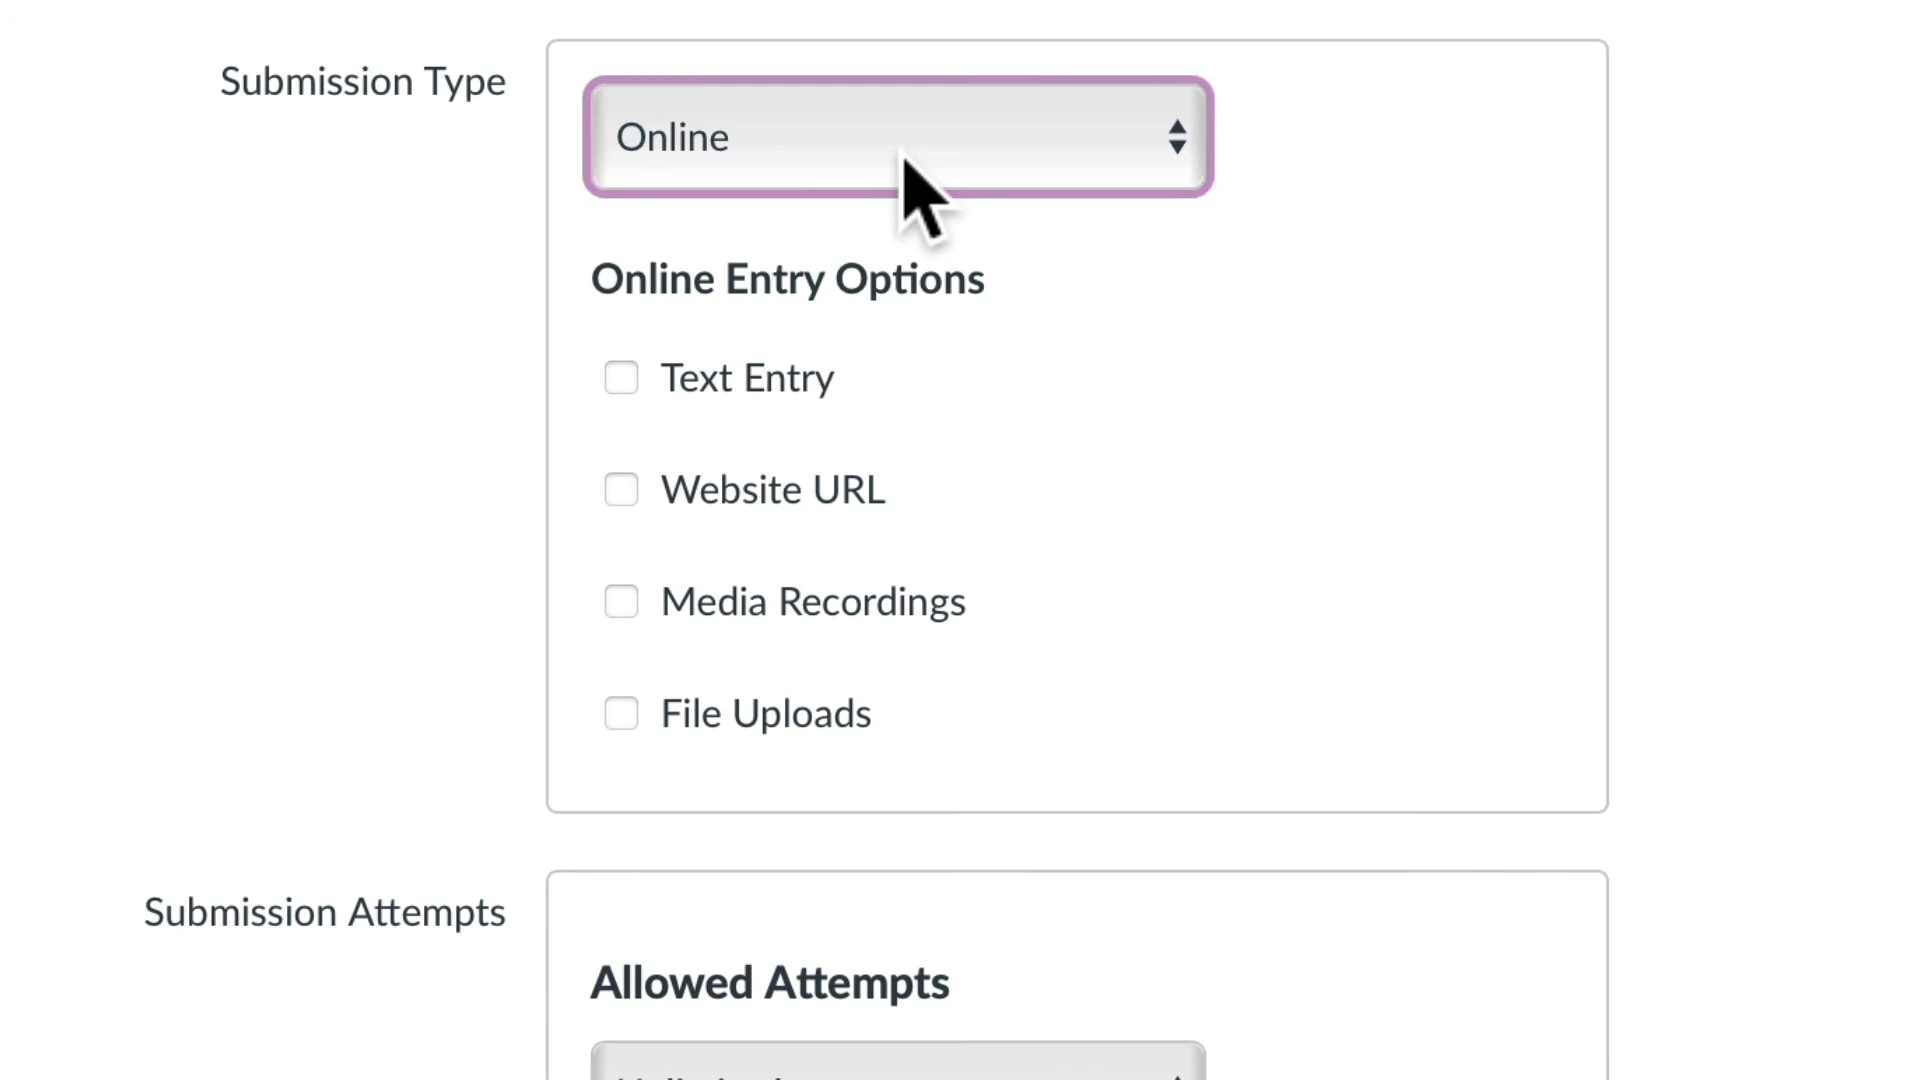 Submission Type
Online
Online Entry Options
Text Entry
Website URL
Media Recordings
File Uploads
Submission Attempts
Allowed Attempts